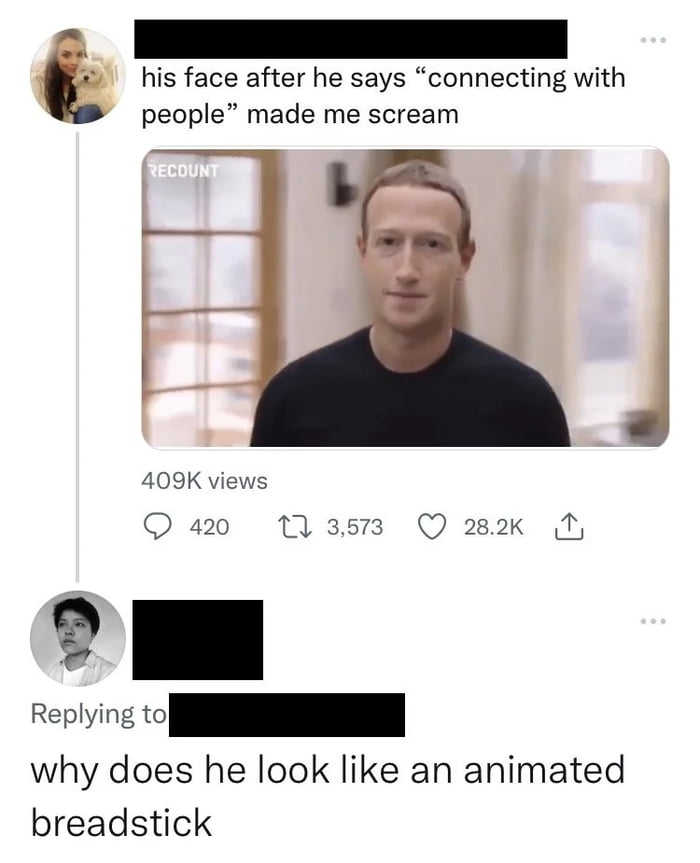 his face after he says “connecting with
people” made me scream
RECOUNT
409K views
420 3,573 28.2K
Replying to
why does he look like an animated
breadstick